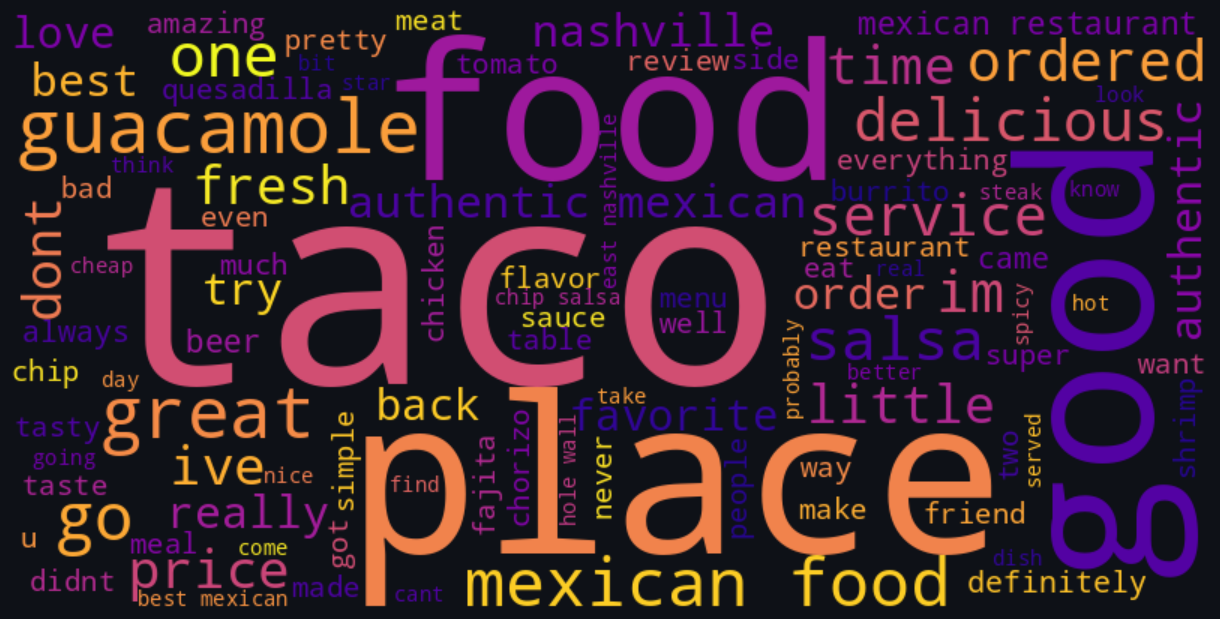 love
amazing
pretty
meat
nashville
mexican restaurant
one
bit
tomato
review
side
time
ordered
best
quesadilla
star
food
look
guacamole
delicious
think
everything
authentic
bad
fresh
authentic mexican
east nashville
burrito
steak
know
good
even
service
dont
taco
restaurant
cheap
much
chicken
flavor
eat
real
came
try
chip salsa
menu
order
im
spicy
hot
always
beer
sauce
well
table
salsa
super
probably
better
want
chip
day
great
back
take
favorite
little
shrimp
tasty
simple
place
going
ive
nice
find
fajita
chorizo
hole wall
never
people
way
two
served
taste
go
really
got
make
friend
u
meal
come
dish
didnt
price
best mexican
made
cant
mexican food
definitely